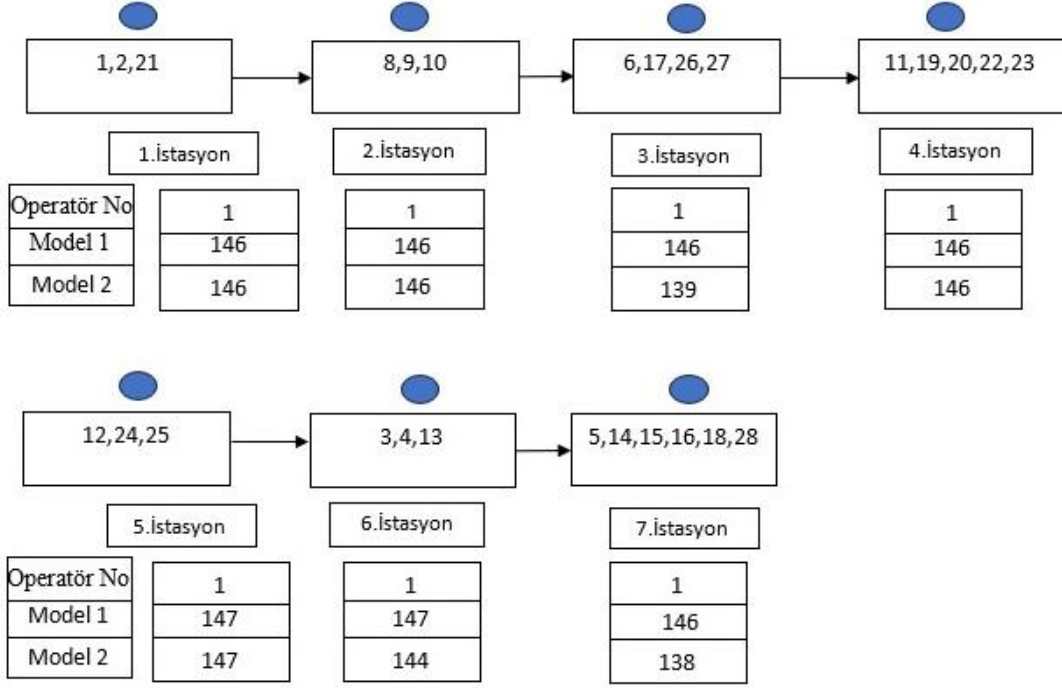 1,2,21
8,9,10
6,17,26,27
11,19,20,22,23
1.İstasyon
2.İstasyon
3.İstasyon
4.İstasyon
Operatör No 1 1 1 1
Model 1 146 146 146 146
Model 2 146 146 139 146
12,24,25
3,4,13
5,14,15,16,18,28
5.İstasyon
6.İstasyon
7.İstasyon
Operatör No 1 1 1
Model 1 147 147 146
Model 2 147 144 138